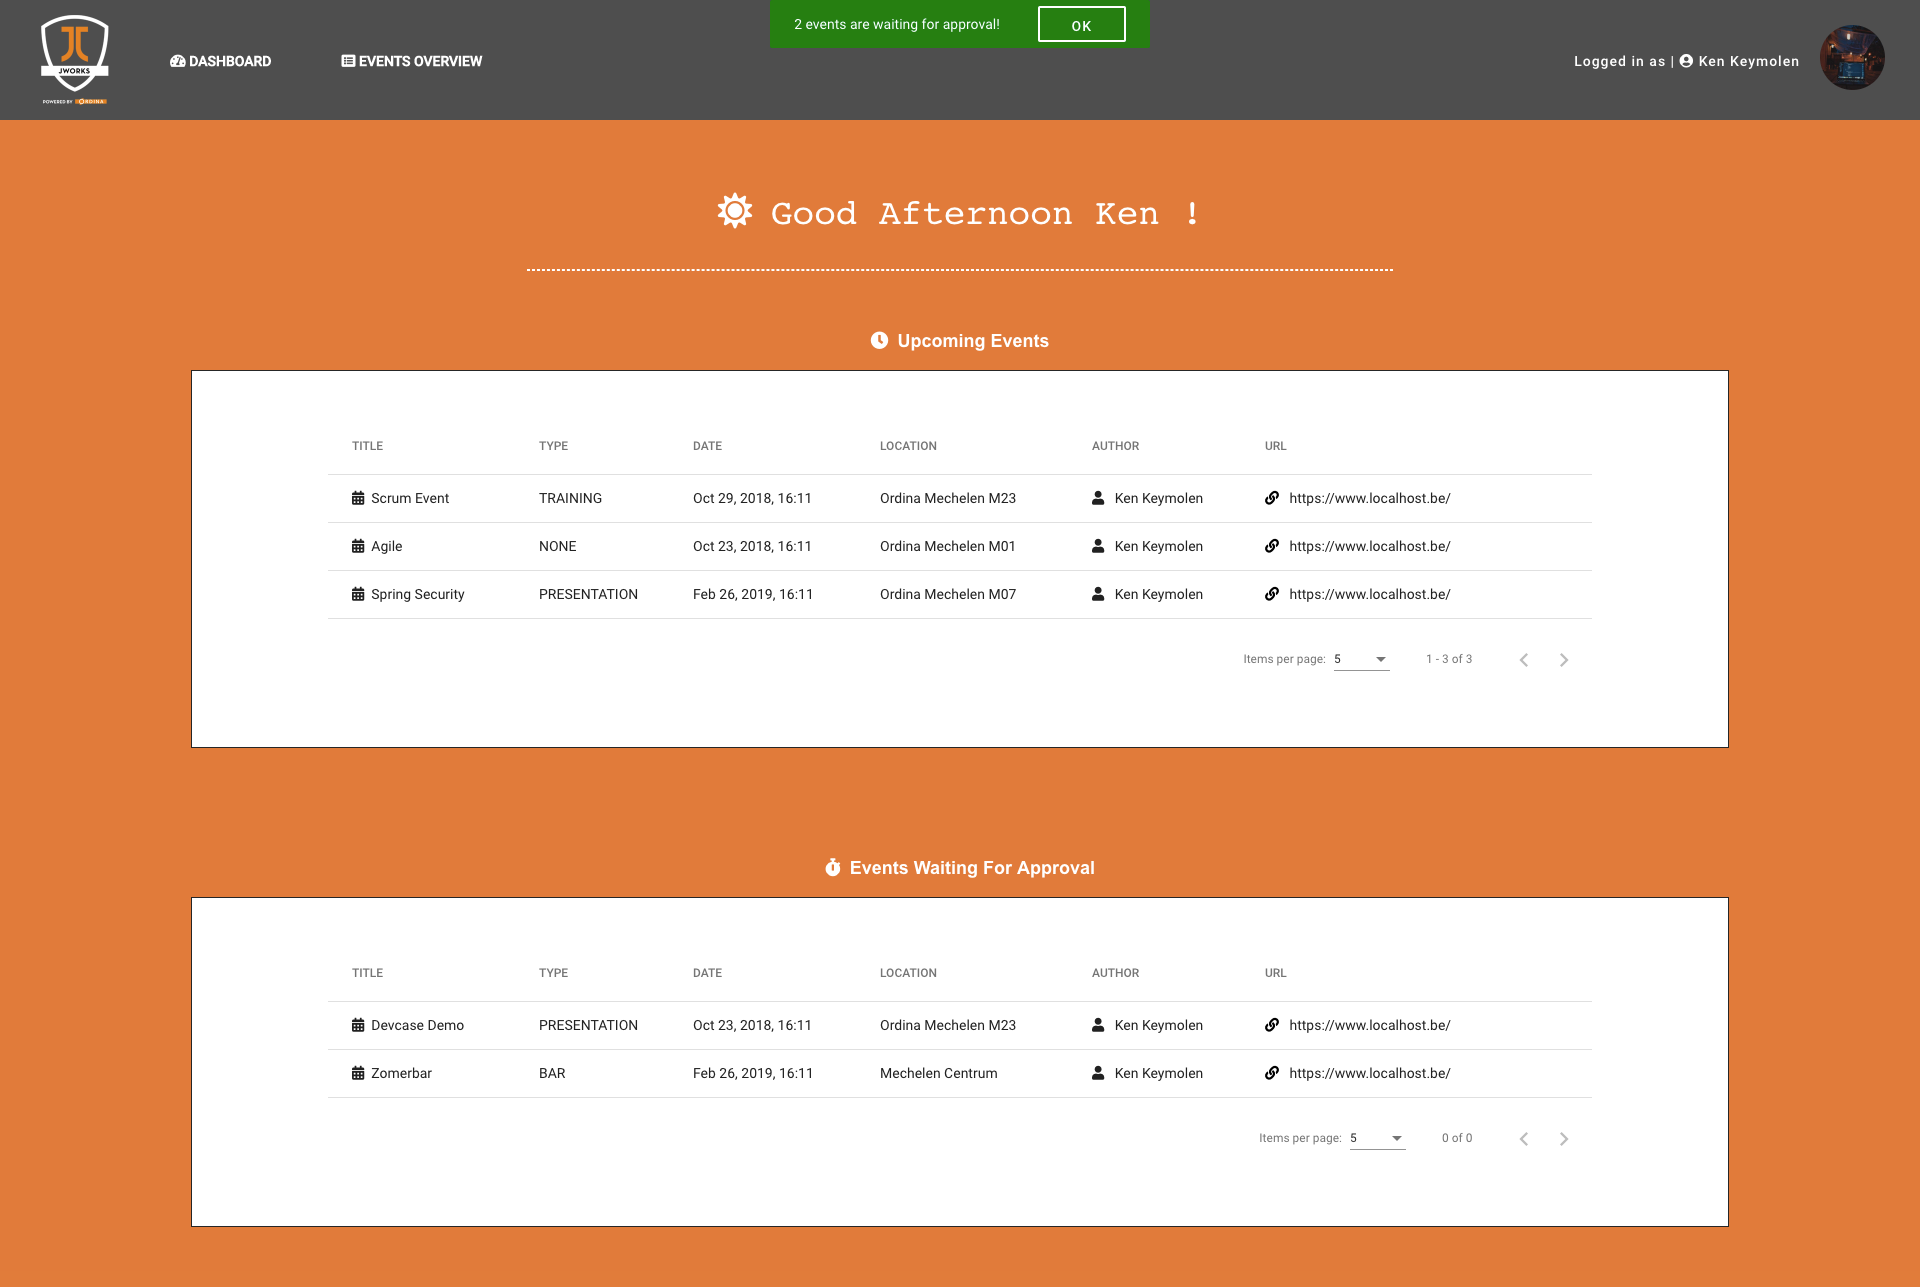 2 events are waiting for approval! OK
JWORKS
POWERED BY ORDINA
DASHBOARD EVENTS OVERVIEW Logged in as | Ken Keymolen
Good Afternoon Ken !
Upcoming Events
TITLE TYPE DATE LOCATION AUTHOR URL
Scrum Event TRAINING Oct 29, 2018, 16:11 Ordina Mechelen M23 Ken Keymolen https://www.localhost.be/
Agile NONE Oct 23, 2018, 16:11 Ordina Mechelen M01 Ken Keymolen https://www.localhost.be/
Spring Security PRESENTATION Feb 26, 2019, 16:11 Ordina Mechelen M07 Ken Keymolen https://www.localhost.be/
Items per page: 5 1 - 3 of 3
Events Waiting For Approval
TITLE TYPE DATE LOCATION AUTHOR URL
Devcase Demo PRESENTATION Oct 23, 2018, 16:11 Ordina Mechelen M23 Ken Keymolen https://www.localhost.be/
Zomerbar BAR Feb 26, 2019, 16:11 Mechelen Centrum Ken Keymolen https://www.localhost.be/
Items per page: 5 0 of 0